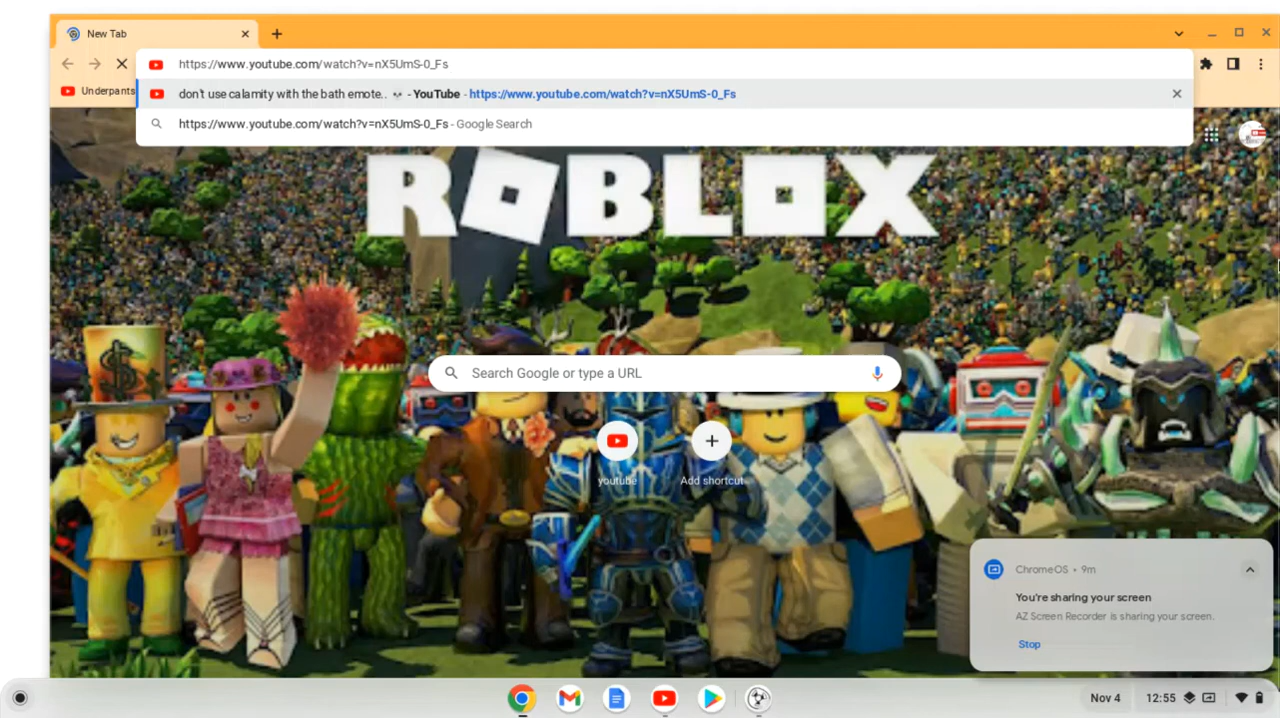 New Tab
https://www.youtube.com/watch?v=nX5UmS-0_Fs
Underpants
don't use calamity with the bath emote.. 💀 - YouTube - https://www.youtube.com/watch?v=nX5UmS-0_Fs
https://www.youtube.com/watch?v=nX5UmS-0_Fs - Google Search
ROBLOX
Search Google or type a URL
youtube
Add shortcut
ChromeOS • 9m
You're sharing your screen
AZ Screen Recorder is sharing your screen.
Stop
Nov 4
12:55